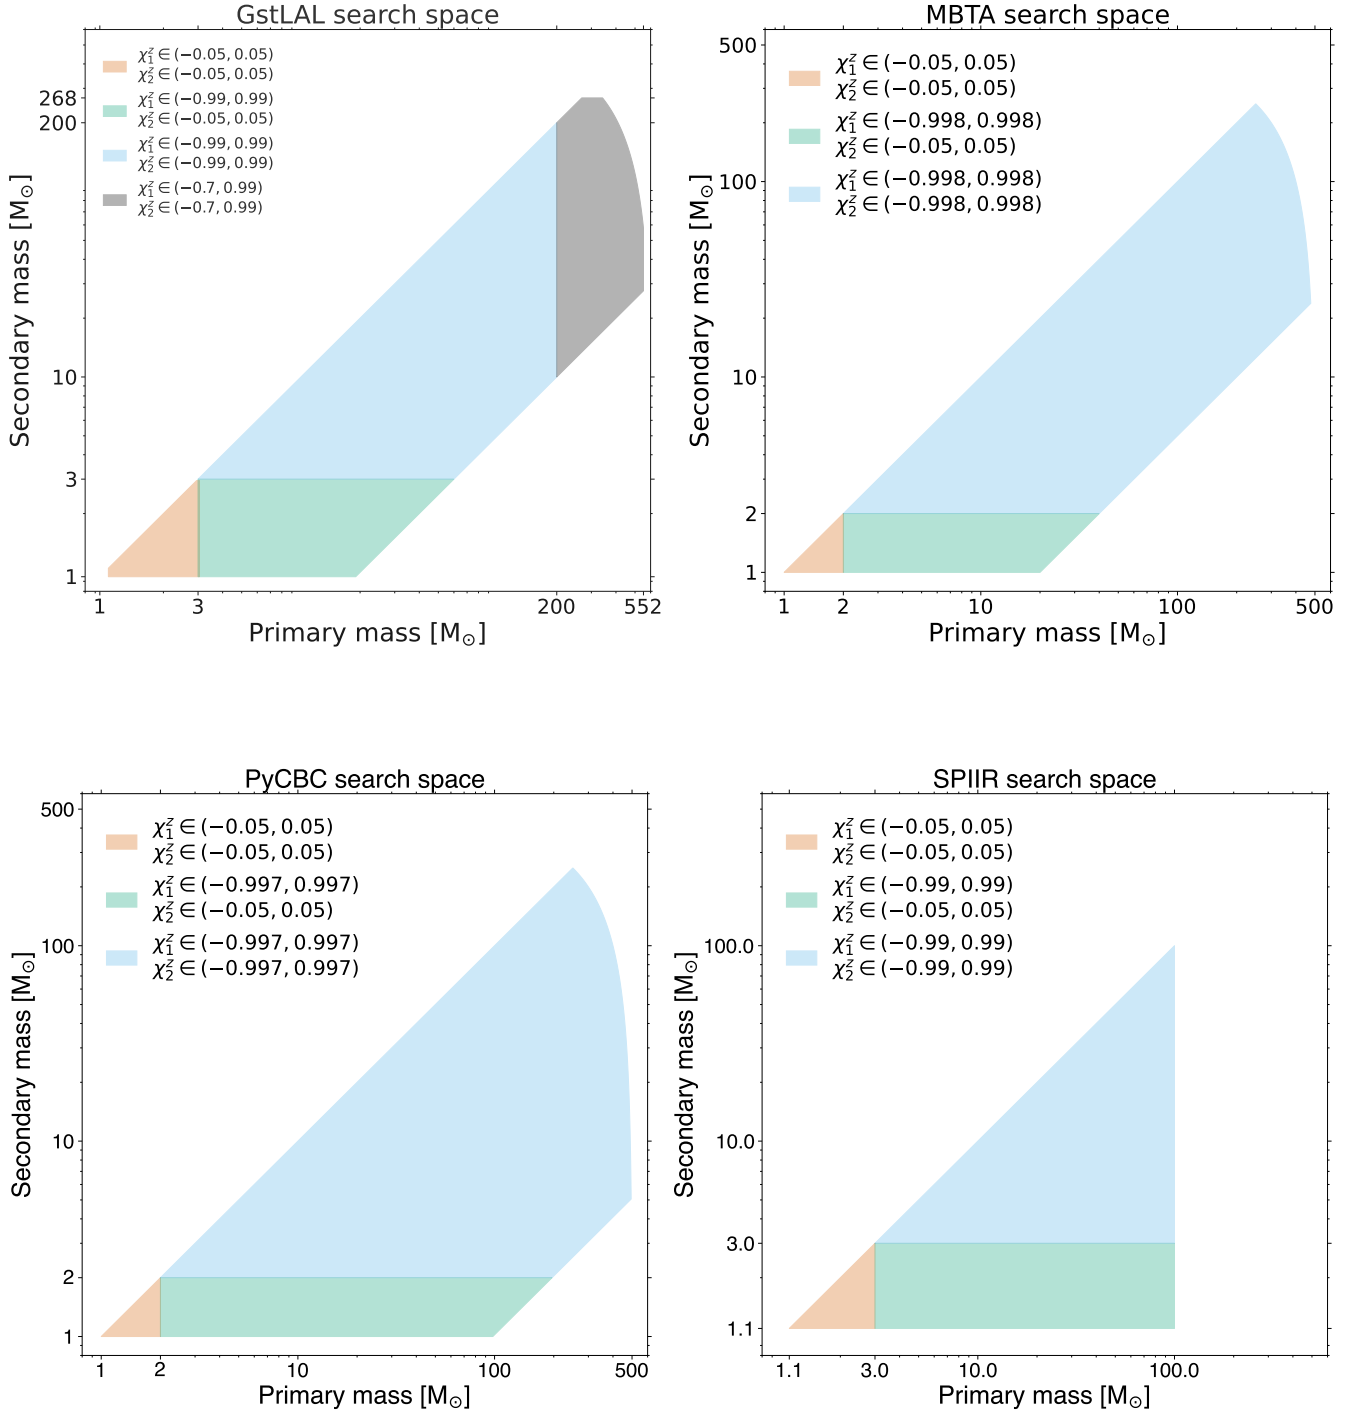 GstLAL search space
χ₁ᶻ ∈ (−0.05, 0.05)
χ₂ᶻ ∈ (−0.05, 0.05)
χ₁ᶻ ∈ (−0.99, 0.99)
χ₂ᶻ ∈ (−0.05, 0.05)
χ₁ᶻ ∈ (−0.99, 0.99)
χ₂ᶻ ∈ (−0.99, 0.99)
χ₁ᶻ ∈ (−0.7, 0.99)
χ₂ᶻ ∈ (−0.7, 0.99)
268
200
10
3
1
Secondary mass [M⊙]
1 3 200 552
Primary mass [M⊙]
MBTA search space
χ₁ᶻ ∈ (−0.05, 0.05)
χ₂ᶻ ∈ (−0.05, 0.05)
χ₁ᶻ ∈ (−0.998, 0.998)
χ₂ᶻ ∈ (−0.05, 0.05)
χ₁ᶻ ∈ (−0.998, 0.998)
χ₂ᶻ ∈ (−0.998, 0.998)
500
100
10
2
1
Secondary mass [M⊙]
1 2 10 100 500
Primary mass [M⊙]
PyCBC search space
χ₁ᶻ ∈ (−0.05, 0.05)
χ₂ᶻ ∈ (−0.05, 0.05)
χ₁ᶻ ∈ (−0.997, 0.997)
χ₂ᶻ ∈ (−0.05, 0.05)
χ₁ᶻ ∈ (−0.997, 0.997)
χ₂ᶻ ∈ (−0.997, 0.997)
500
100
10
2
1
Secondary mass [M⊙]
1 2 10 100 500
Primary mass [M⊙]
SPIIR search space
χ₁ᶻ ∈ (−0.05, 0.05)
χ₂ᶻ ∈ (−0.05, 0.05)
χ₁ᶻ ∈ (−0.99, 0.99)
χ₂ᶻ ∈ (−0.05, 0.05)
χ₁ᶻ ∈ (−0.99, 0.99)
χ₂ᶻ ∈ (−0.99, 0.99)
100.0
10.0
3.0
1.1
Secondary mass [M⊙]
1.1 3.0 10.0 100.0
Primary mass [M⊙]